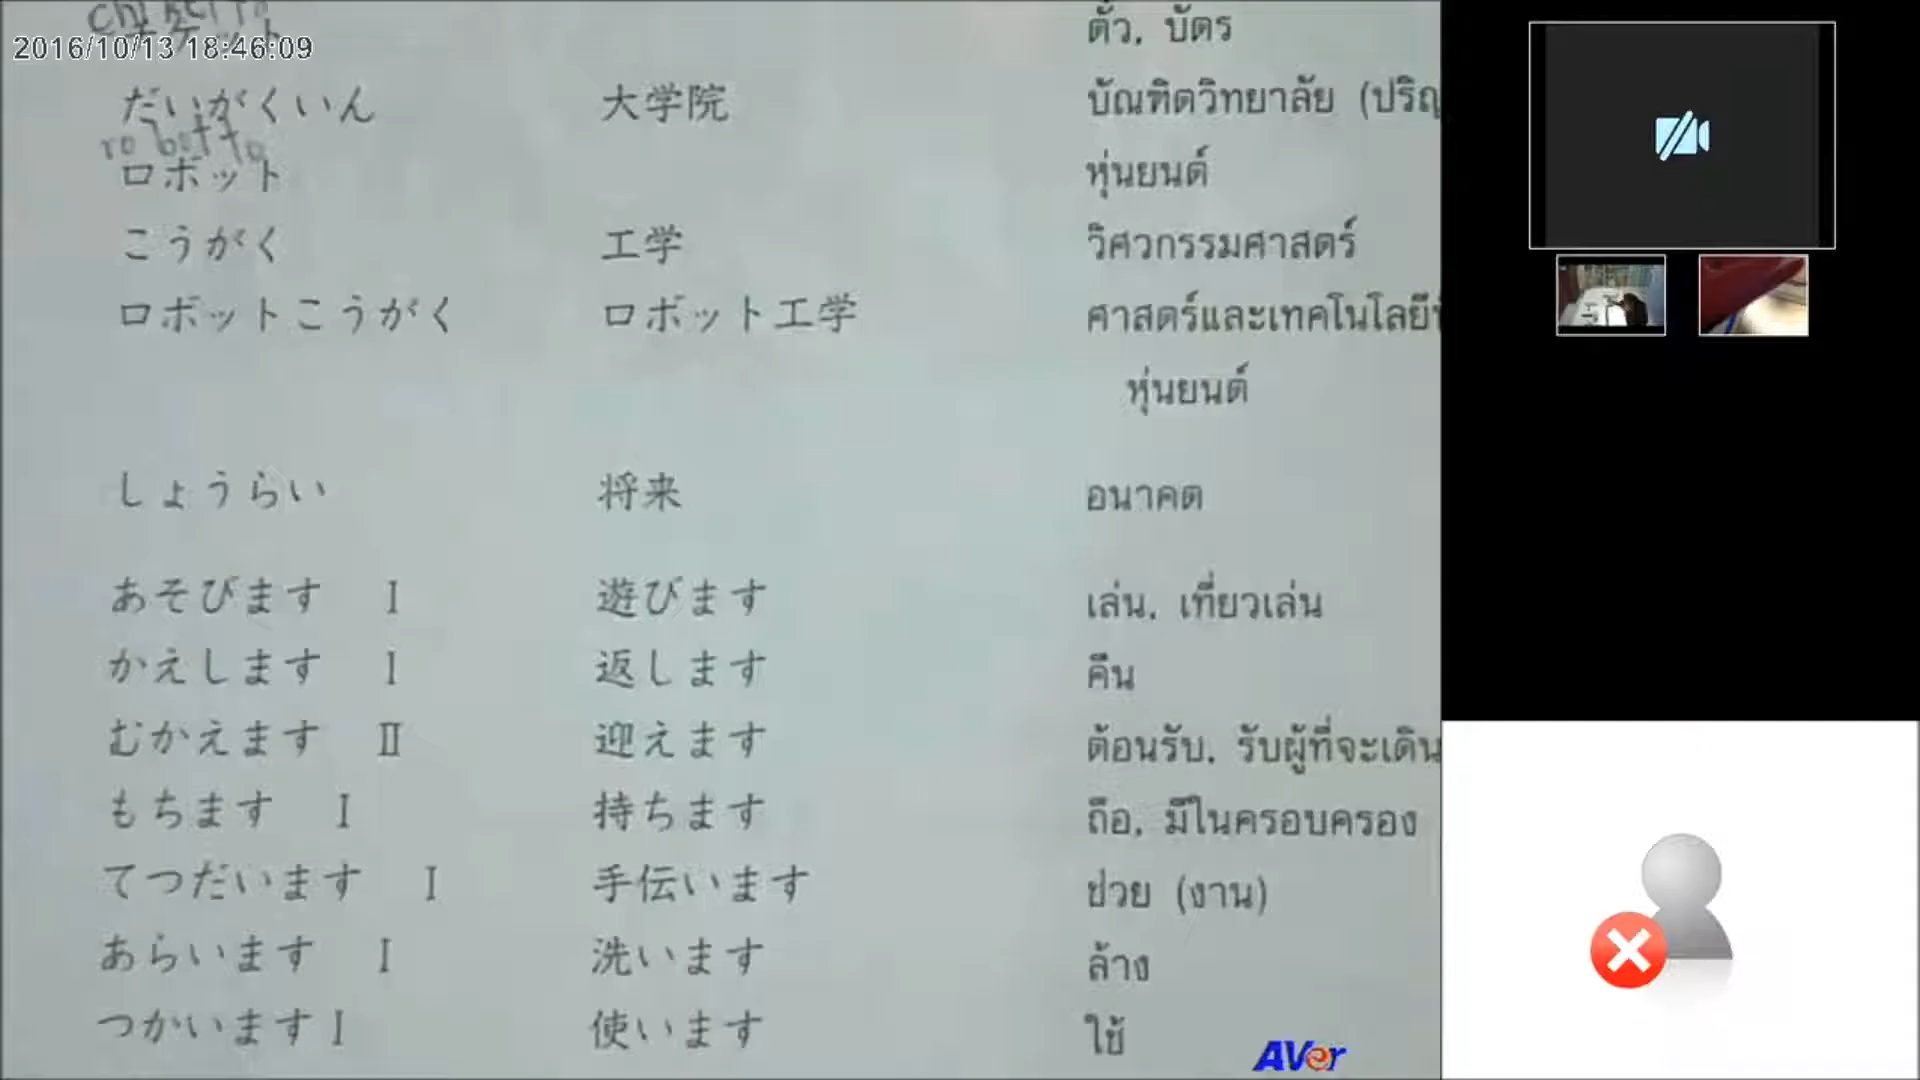 chi kci to
チケット ตั๋ว, บัตร
2016/10/13 18:46:09
だいがくいん 大学院 บัณฑิตวิทยาลัย (ปริญ
ro bot to
ロボット หุ่นยนต์
こうがく 工学 วิศวกรรมศาสตร์
ロボットこうがく ロボット工学 ศาสตร์และเทคโนโลยี
หุ่นยนต์
しょうらい 将来 อนาคต
あそびます Ⅰ 遊びます เล่น, เที่ยวเล่น
かえします Ⅰ 返します คืน
むかえます Ⅱ 迎えます ต้อนรับ, รับผู้ที่จะเดิน
もちます Ⅰ 持ちます ถือ, มีในครอบครอง
てつだいます Ⅰ 手伝います ช่วย (งาน)
あらいます Ⅰ 洗います ล้าง
つかいます Ⅰ 使います ใช้
AVer